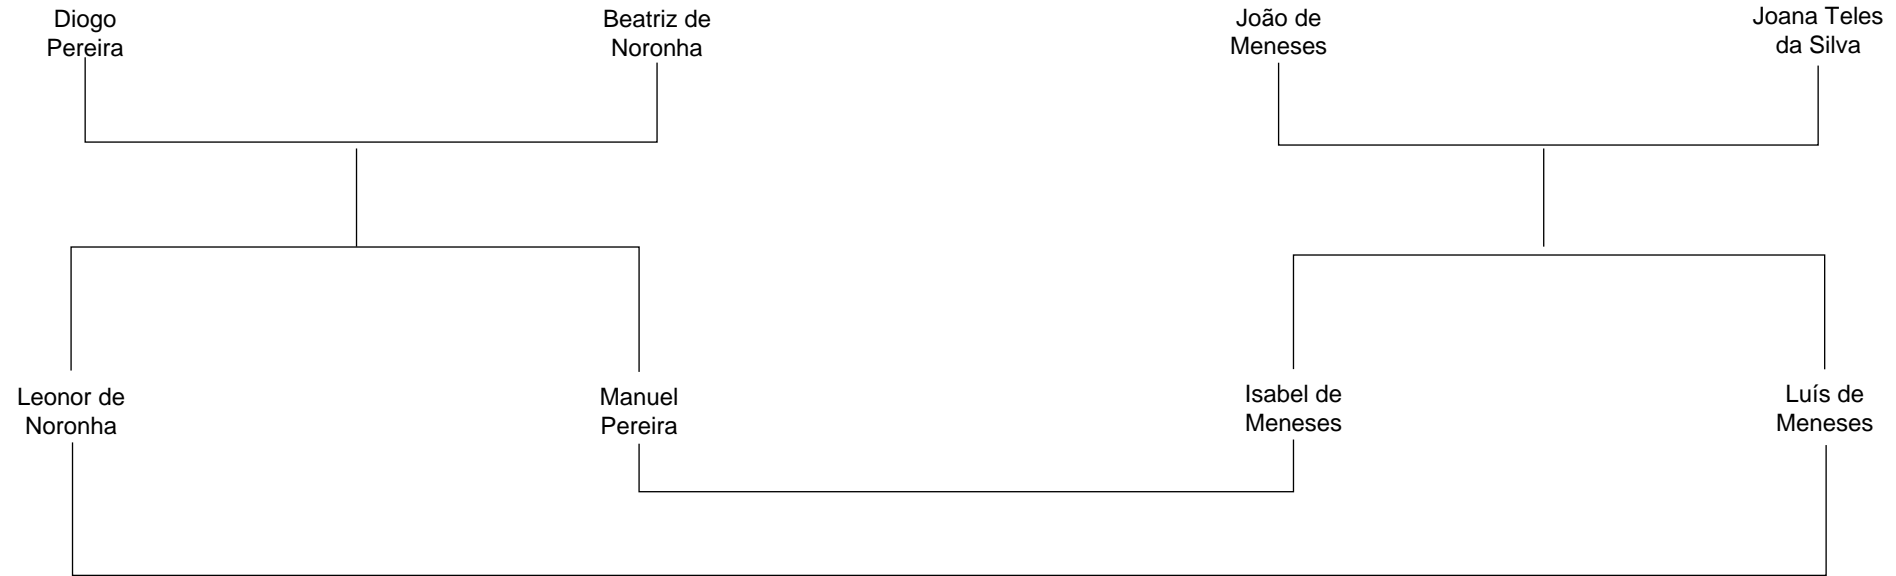 Diogo
Pereira
Beatriz de
Noronha
João de
Meneses
Joana Teles
da Silva
Leonor de
Noronha
Manuel
Pereira
Isabel de
Meneses
Luís de
Meneses